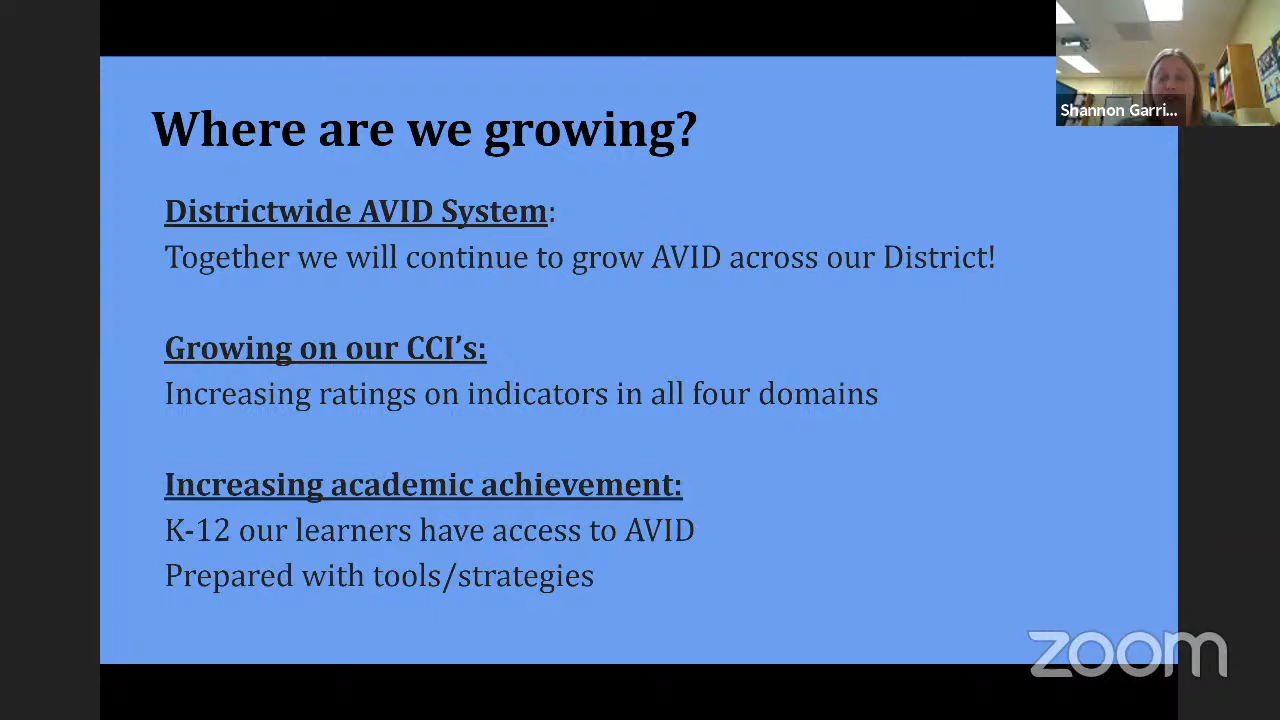 Where are we growing?
Shannon Garri...
Districtwide AVID System:
Together we will continue to grow AVID across our District!
Growing on our CCI’s:
Increasing ratings on indicators in all four domains
Increasing academic achievement:
K-12 our learners have access to AVID
Prepared with tools/strategies
zoom